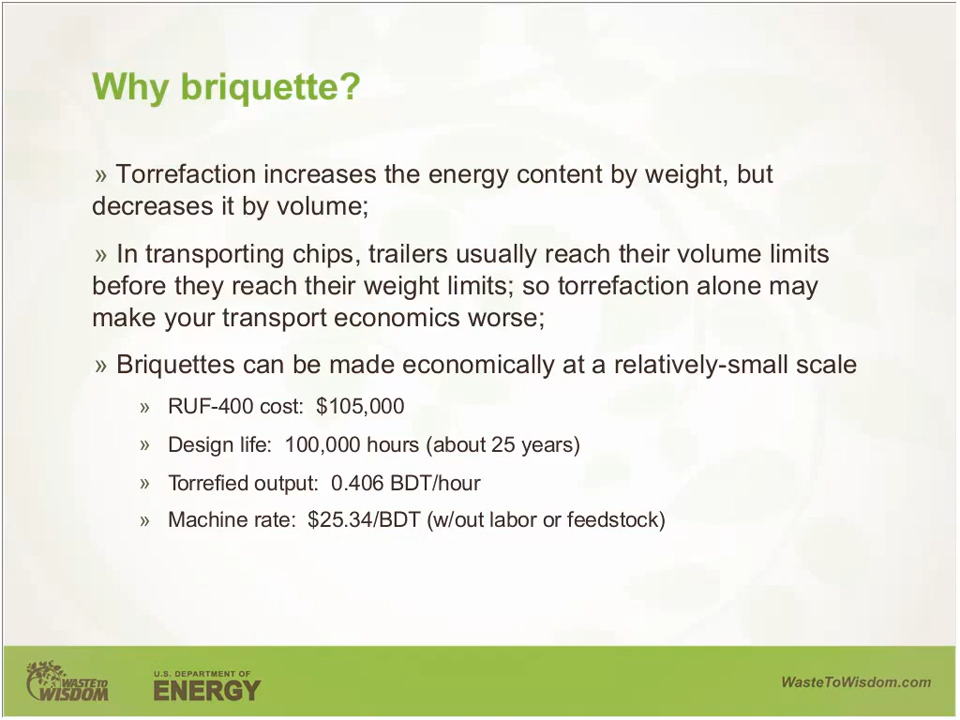 Why briquette?
» Torrefaction increases the energy content by weight, but
decreases it by volume;
» In transporting chips, trailers usually reach their volume limits
before they reach their weight limits; so torrefaction alone may
make your transport economics worse;
» Briquettes can be made economically at a relatively-small scale
» RUF-400 cost:  $105,000
» Design life:  100,000 hours (about 25 years)
» Torrefied output:  0.406 BDT/hour
» Machine rate:  $25.34/BDT (w/out labor or feedstock)
WASTE TO
WISDOM
U.S. DEPARTMENT OF
ENERGY
WasteToWisdom.com